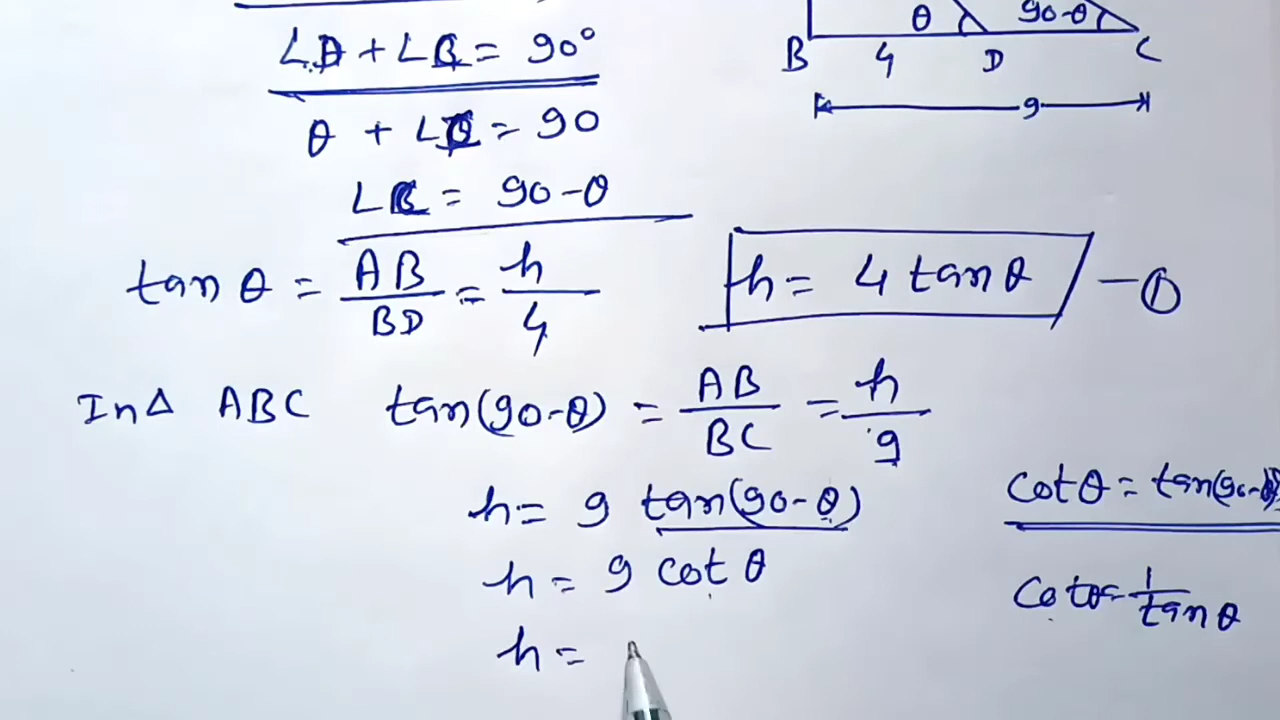 ∠D + ∠C = 90°
θ + ∠C = 90
∠C = 90-θ
θ 90-θ
B 4 D C
9
tan θ = AB/BD = h/4
h = 4 tan θ - ①
In Δ ABC tan(90-θ) = AB/BC = h/9
h = 9 tan(90-θ)
h = 9 cot θ
h =
cot θ = tan(90-θ)
cotθ = 1/tan θ